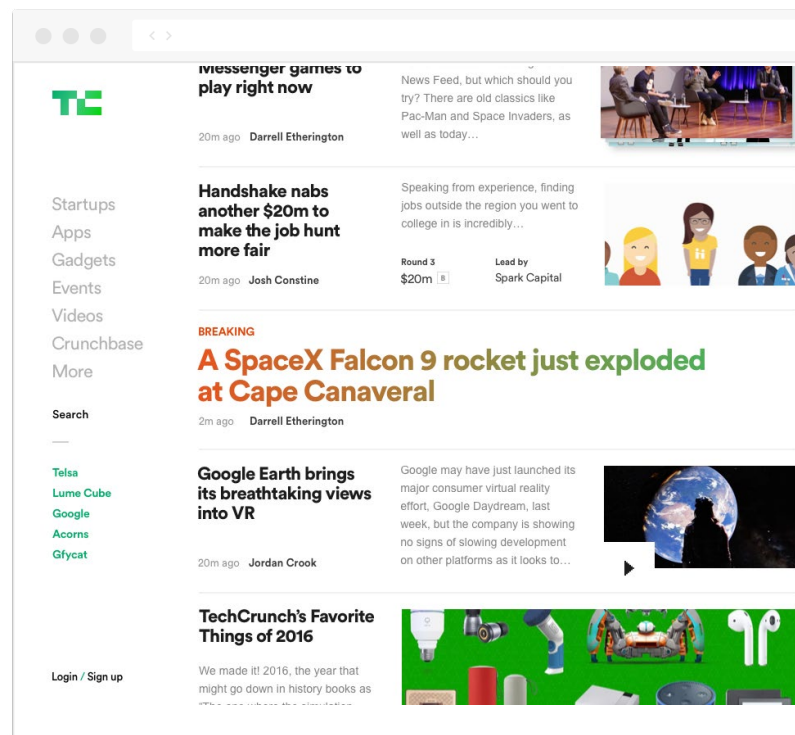 TC
Startups
Apps
Gadgets
Events
Videos
Crunchbase
More
Search
Telsa
Lume Cube
Google
Acorns
Gfycat
Login / Sign up
Messenger games to
play right now
20m ago Darrell Etherington
News Feed, but which should you
try? There are old classics like
Pac-Man and Space Invaders, as
well as today…
Handshake nabs
another $20m to
make the job hunt
more fair
20m ago Josh Constine
Speaking from experience, finding
jobs outside the region you went to
college in is incredibly…
Round 3
$20m B
Lead by
Spark Capital
BREAKING
A SpaceX Falcon 9 rocket just exploded
at Cape Canaveral
2m ago Darrell Etherington
Google Earth brings
its breathtaking views
into VR
20m ago Jordan Crook
Google may have just launched its
major consumer virtual reality
effort, Google Daydream, last
week, but the company is showing
no signs of slowing development
on other platforms as it looks to…
TechCrunch’s Favorite
Things of 2016
We made it! 2016, the year that
might go down in history books as
“The one where the simulation